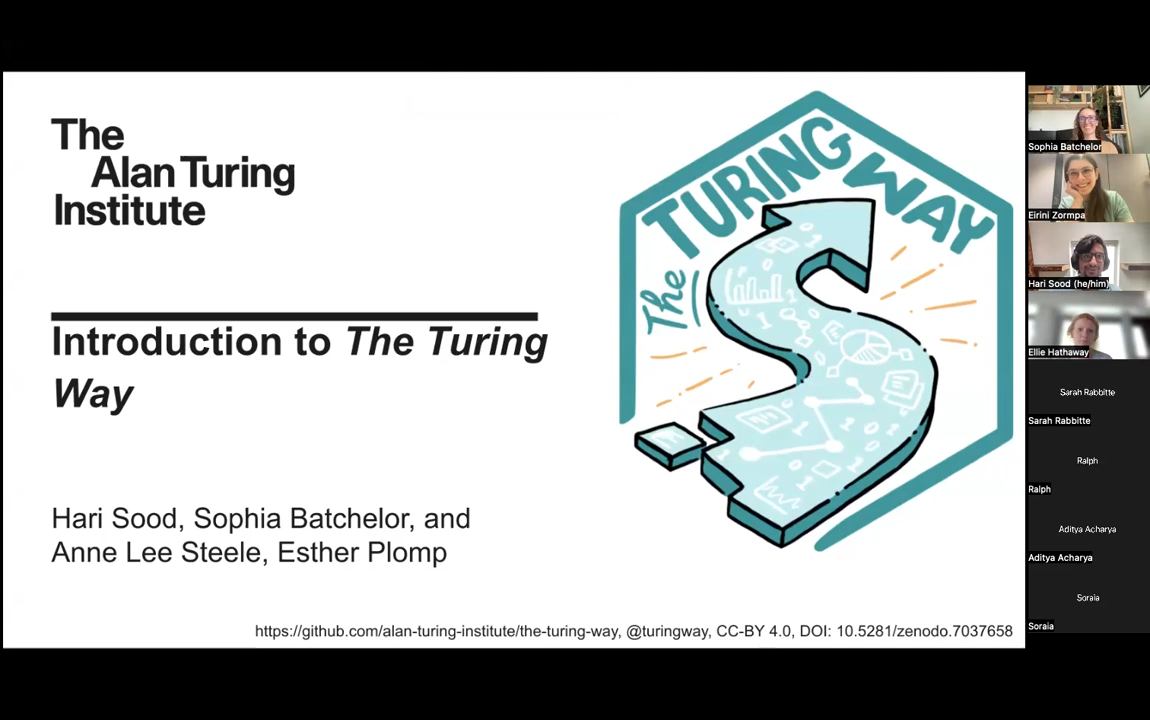 The
Alan Turing
Institute
Introduction to The Turing
Way
Hari Sood, Sophia Batchelor, and
Anne Lee Steele, Esther Plomp
https://github.com/alan-turing-institute/the-turing-way, @turingway, CC-BY 4.0, DOI: 10.5281/zenodo.7037658
The TURING WAY
Sophia Batchelor
Eirini Zormpa
Hari Sood (he/him)
Ellie Hathaway
Sarah Rabbitte
Sarah Rabbitte
Ralph
Ralph
Aditya Acharya
Aditya Acharya
Soraia
Soraia